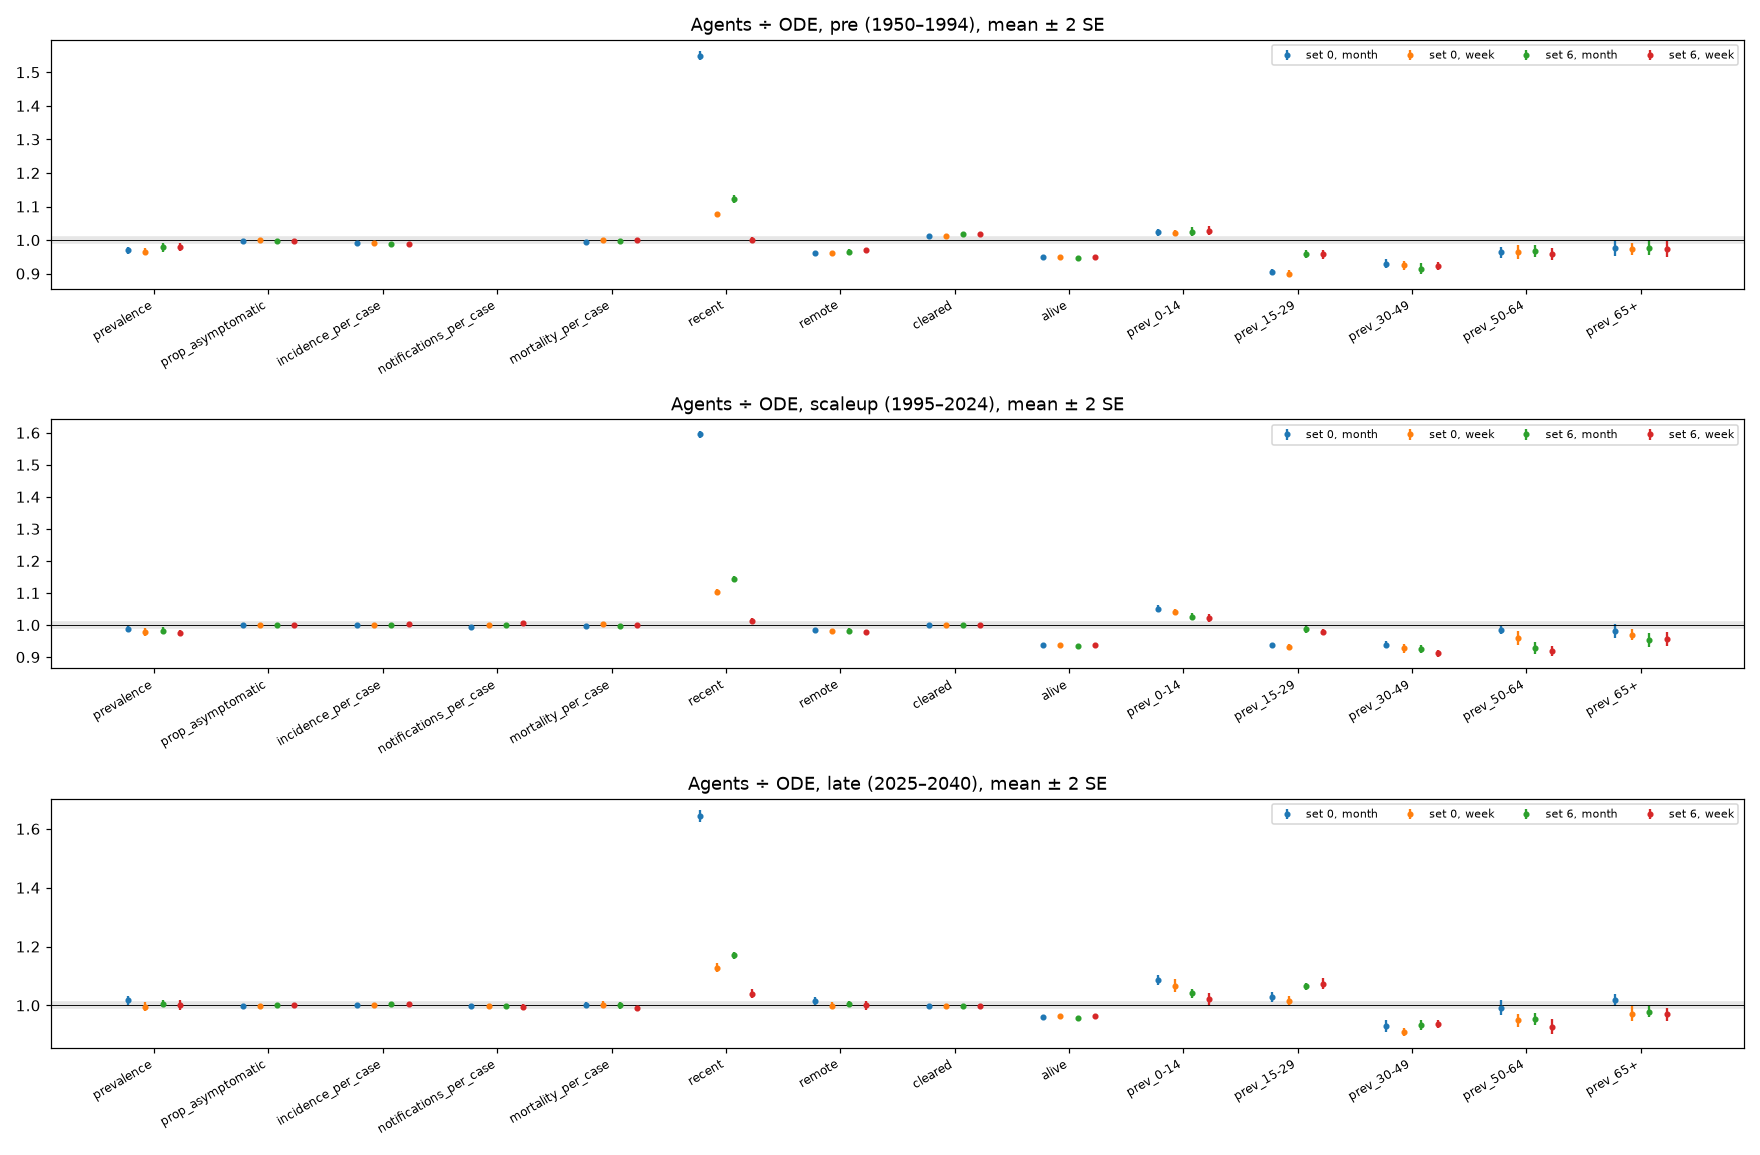 Agents ÷ ODE, pre (1950–1994), mean ± 2 SE
set 0, month set 0, week set 6, month set 6, week
1.5
1.4
1.3
1.2
1.1
1.0
0.9
prevalence prop_asymptomatic incidence_per_case notifications_per_case mortality_per_case recent remote cleared alive prev_0-14 prev_15-29 prev_30-49 prev_50-64 prev_65+
Agents ÷ ODE, scaleup (1995–2024), mean ± 2 SE
set 0, month set 0, week set 6, month set 6, week
1.6
1.5
1.4
1.3
1.2
1.1
1.0
0.9
prevalence prop_asymptomatic incidence_per_case notifications_per_case mortality_per_case recent remote cleared alive prev_0-14 prev_15-29 prev_30-49 prev_50-64 prev_65+
Agents ÷ ODE, late (2025–2040), mean ± 2 SE
set 0, month set 0, week set 6, month set 6, week
1.6
1.4
1.2
1.0
prevalence prop_asymptomatic incidence_per_case notifications_per_case mortality_per_case recent remote cleared alive prev_0-14 prev_15-29 prev_30-49 prev_50-64 prev_65+